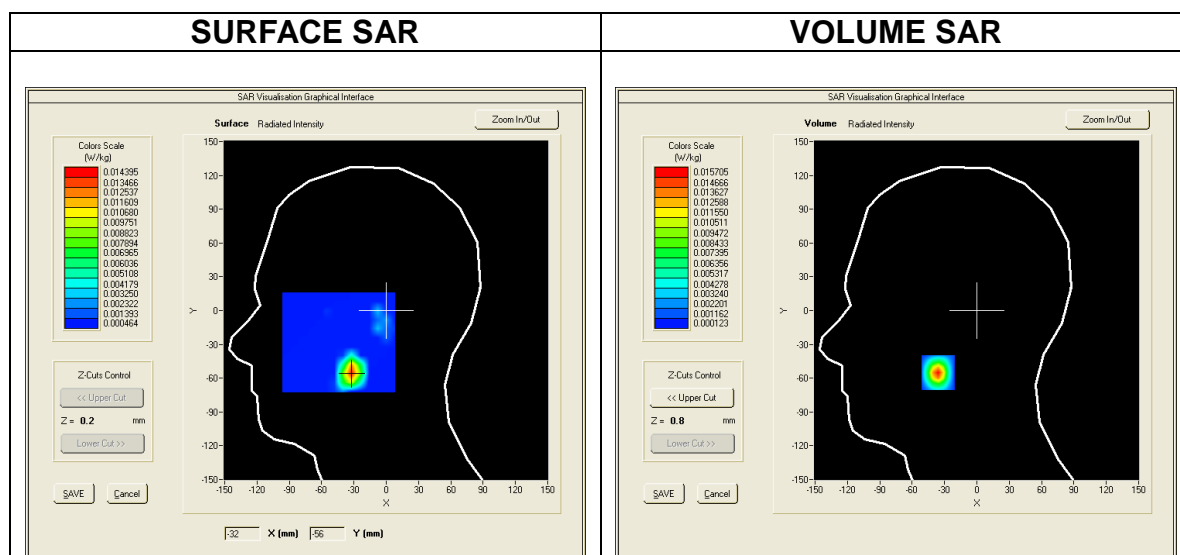 SURFACE SAR
VOLUME SAR
SAR Visualisation Graphical Interface
Surface Radiated Intensity
Zoom In/Out
Colors Scale
(W/kg)
0.014395
0.013466
0.012537
0.011609
0.010680
0.009751
0.008823
0.007894
0.006965
0.006036
0.005108
0.004179
0.003250
0.002322
0.001393
0.000464
150
120
90
60
30
0
-30
-60
-90
-120
-150
Y
-150 -120 -90 -60 -30 0 30 60 90 120 150
X
Z-Cuts Control
<< Upper Cut
Z = 0.2 mm
Lower Cut >>
SAVE Cancel
-32 X (mm) -56 Y (mm)
SAR Visualisation Graphical Interface
Volume Radiated Intensity
Zoom In/Out
Colors Scale
(W/kg)
0.015705
0.014666
0.013627
0.012588
0.011550
0.010511
0.009472
0.008433
0.007395
0.006356
0.005317
0.004278
0.003240
0.002201
0.001162
0.000123
150
120
90
60
30
0
-30
-60
-90
-120
-150
Y
-150 -120 -90 -60 -30 0 30 60 90 120 150
X
Z-Cuts Control
<< Upper Cut
Z = 0.8 mm
Lower Cut >>
SAVE Cancel